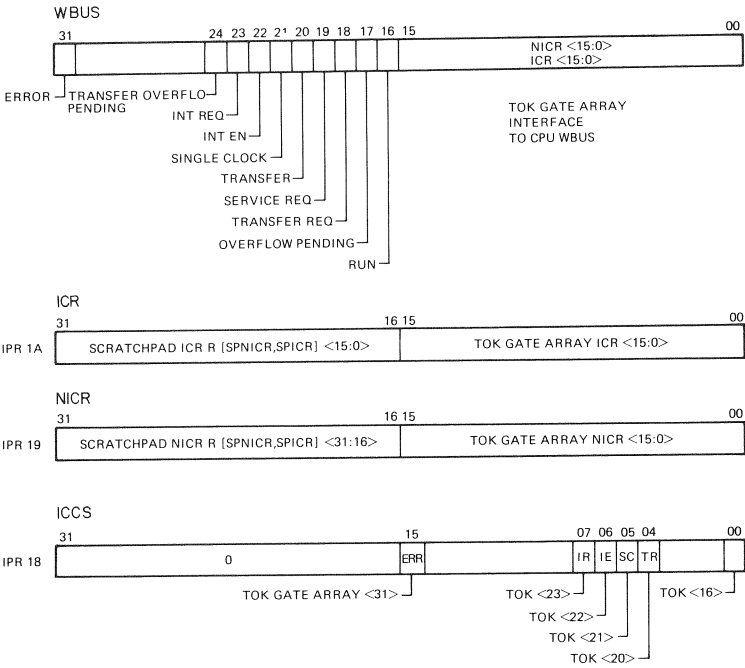 WBUS
31 24 23 22 21 20 19 18 17 16 15 00
NICR <15:0>
ICR <15:0>
ERROR
TRANSFER OVERFLO
PENDING
INT REQ
INT EN
SINGLE CLOCK
TRANSFER
SERVICE REQ
TRANSFER REQ
OVERFLOW PENDING
RUN
TOK GATE ARRAY
INTERFACE
TO CPU WBUS
ICR
31 16 15 00
IPR 1A
SCRATCHPAD ICR R [SPNICR,SPICR] <15:0>
TOK GATE ARRAY ICR <15:0>
NICR
31 16 15 00
IPR 19
SCRATCHPAD NICR R [SPNICR,SPICR] <31:16>
TOK GATE ARRAY NICR <15:0>
ICCS
31 15 07 06 05 04 00
IPR 18
0 ERR IR IE SC TR
TOK GATE ARRAY <31>
TOK <23>
TOK <22>
TOK <21>
TOK <20>
TOK <16>